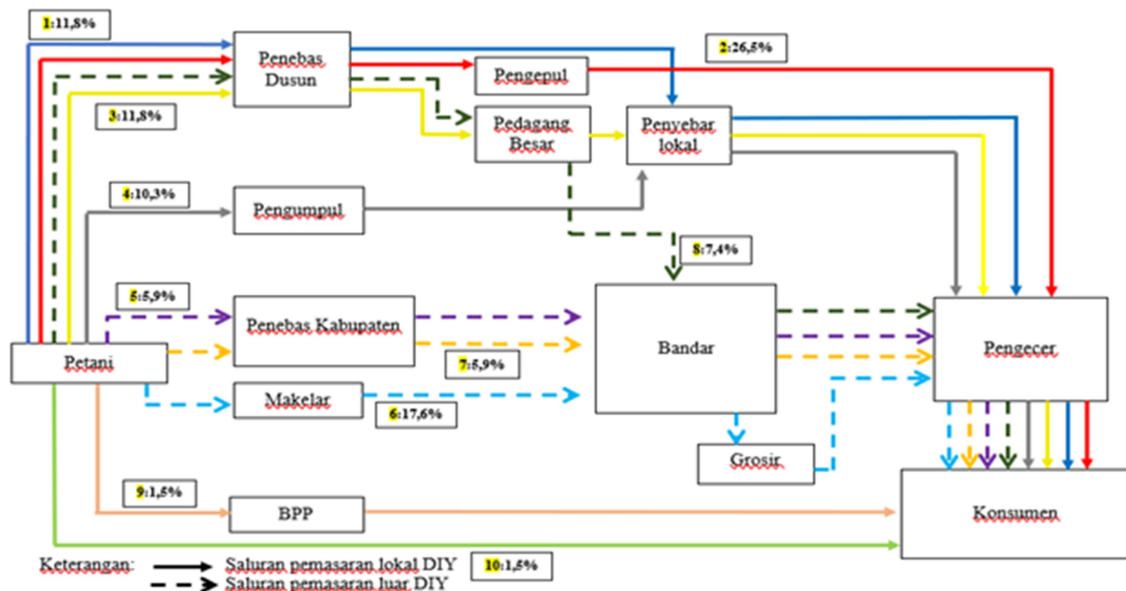 1:11,8%
2:26,5%
Penebas
Dusun
Pengepul
3:11,8%
Pedagang
Besar
Penyebar
lokal
4:10,3%
Pengumpul
8:7,4%
5:5,9%
Penebas Kabupaten
Bandar
Pengecer
Petani
7:5,9%
Makelar
6:17,6%
Grosir
9:1,5%
BPP
Konsumen
Keterangan:
Saluran pemasaran lokal DIY
10:1,5%
Saluran pemasaran luar DIY